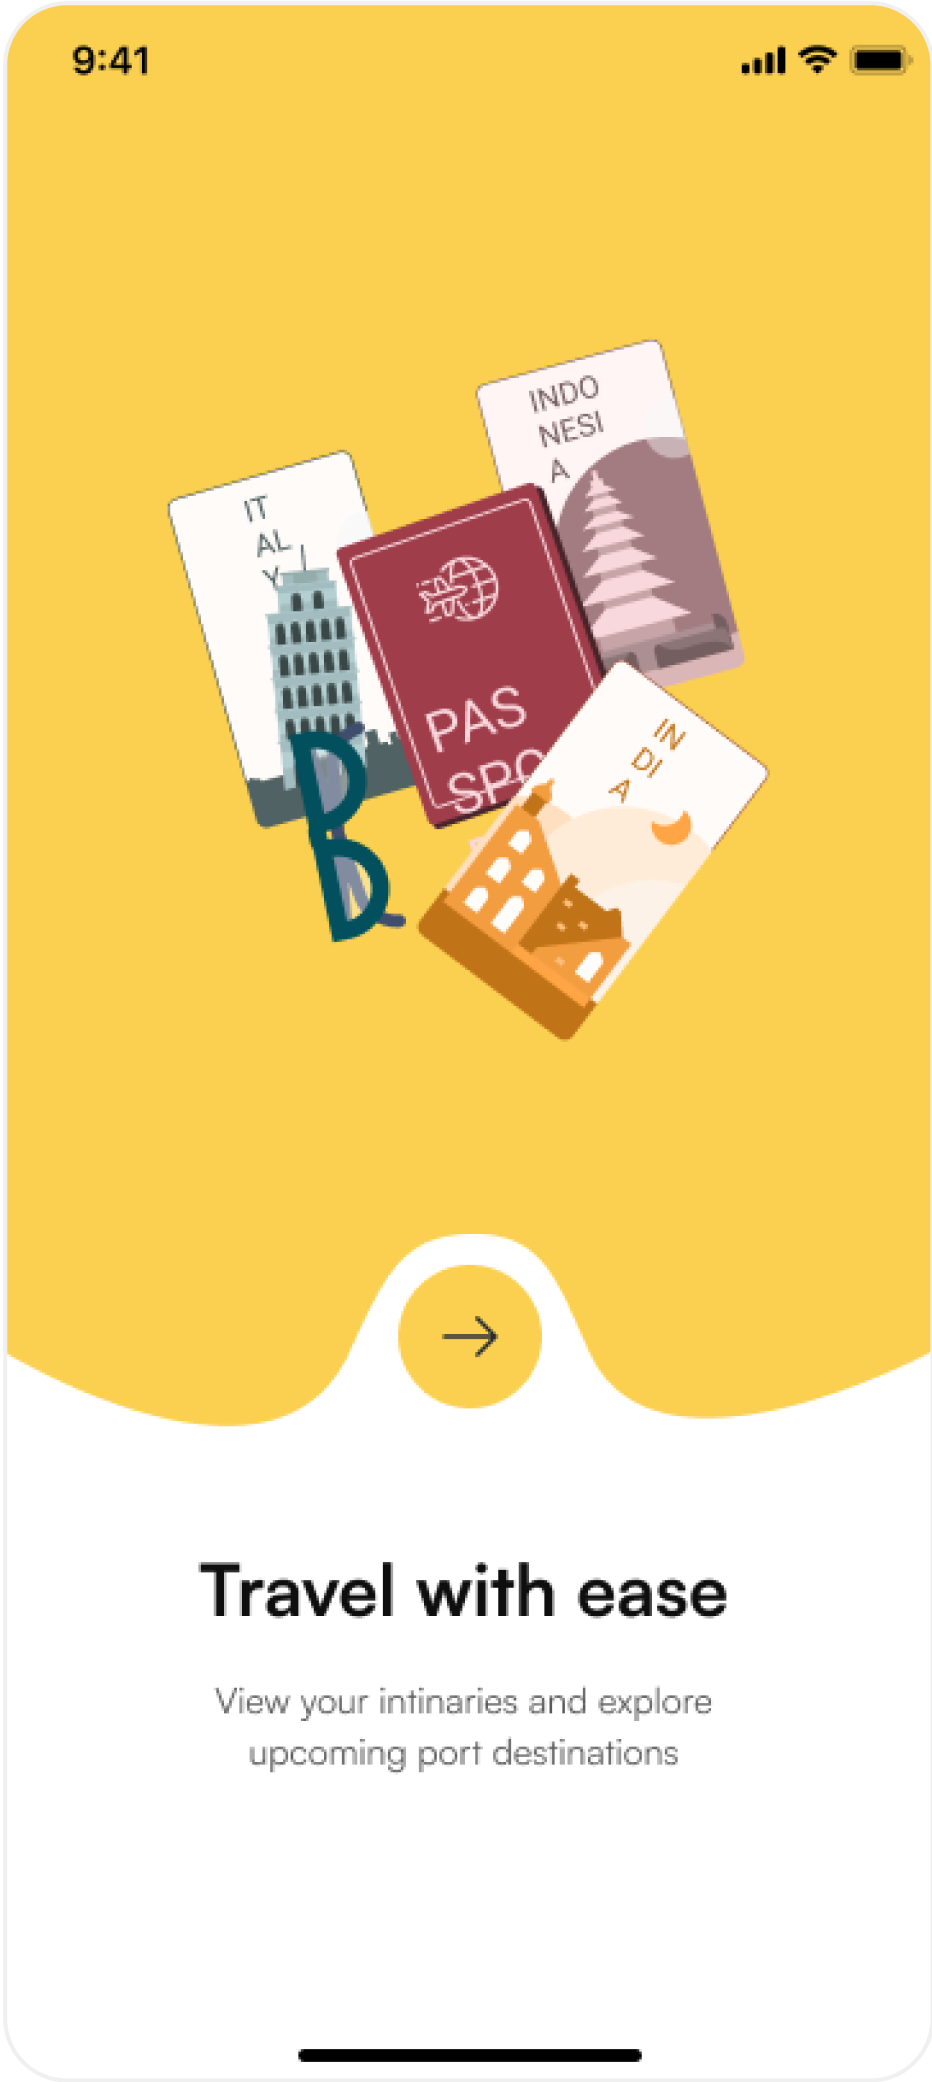 9:41
INDO
NESI
A
IT
AL
Y
PAS
SPO
IN
DI
A
Travel with ease
View your intinaries and explore
upcoming port destinations